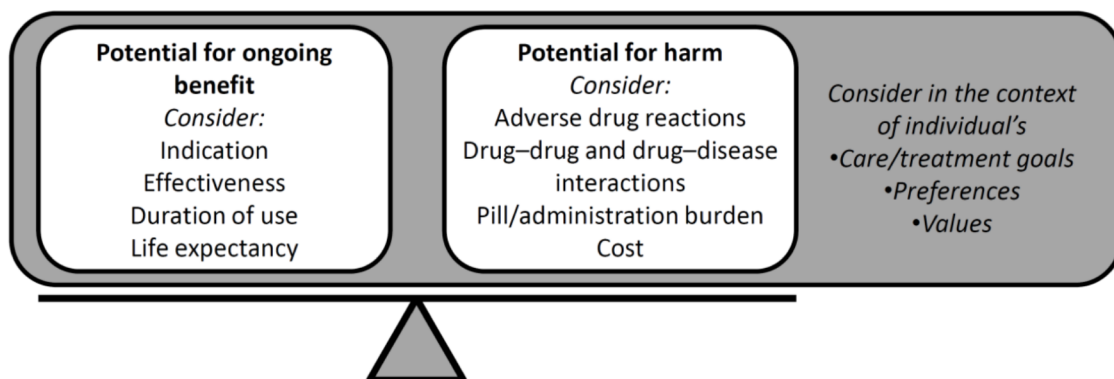 Potential for ongoing
benefit
Consider:
Indication
Effectiveness
Duration of use
Life expectancy
Potential for harm
Consider:
Adverse drug reactions
Drug–drug and drug–disease
interactions
Pill/administration burden
Cost
Consider in the context
of individual's
•Care/treatment goals
•Preferences
•Values